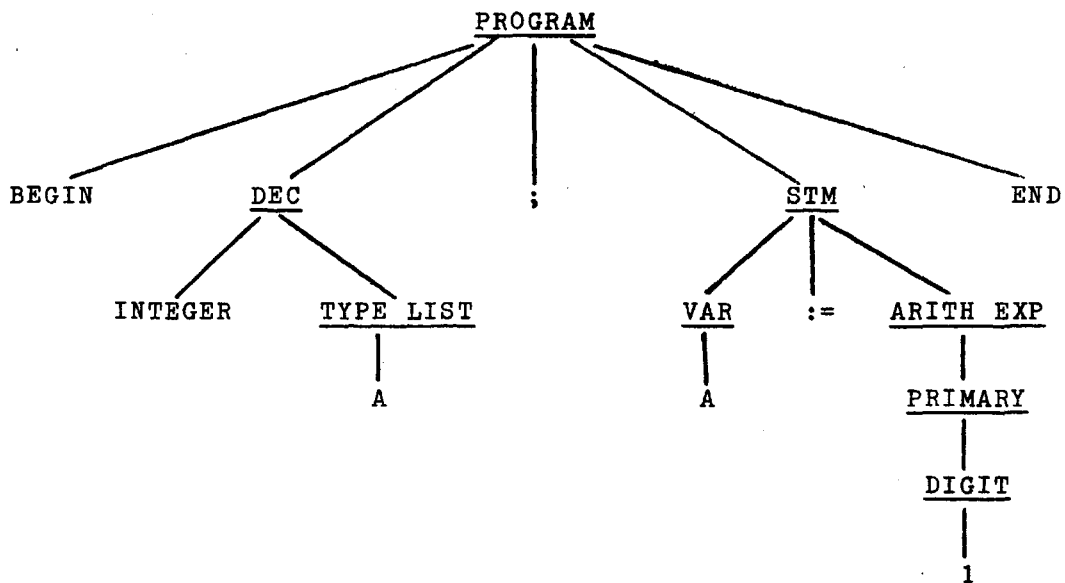 PROGRAM
BEGIN DEC ; STM END
INTEGER TYPE LIST VAR := ARITH EXP
A A PRIMARY
DIGIT
1